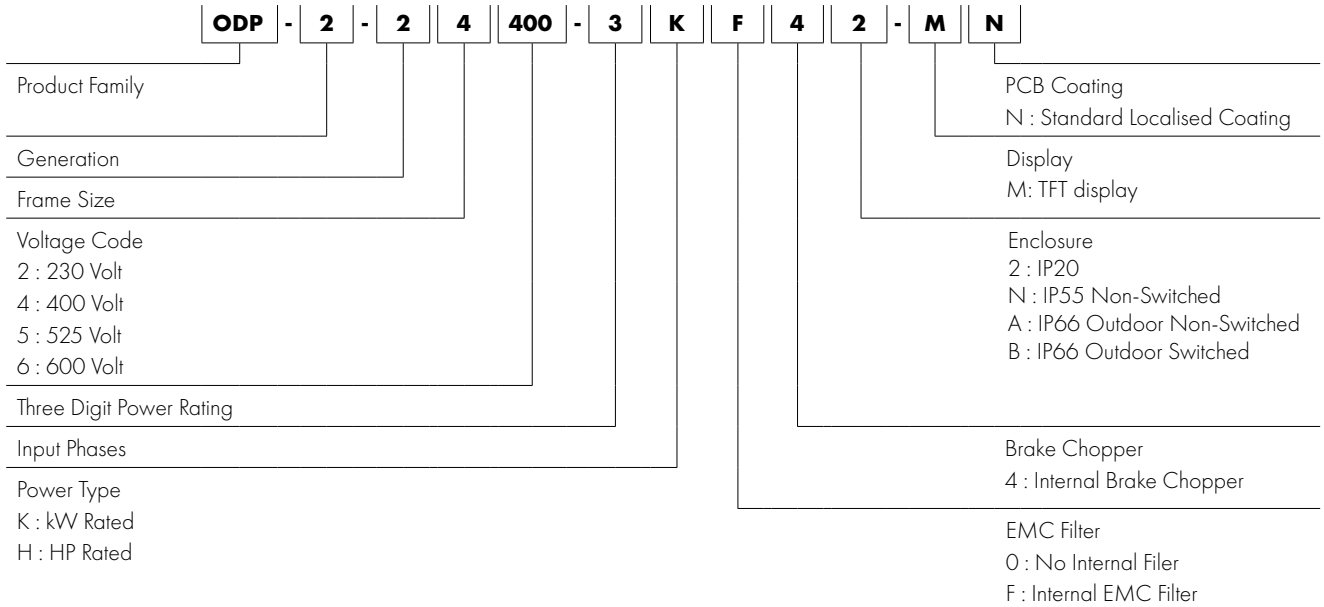 ODP - 2 - 2 4 400 - 3 K F 4 2 - M N
Product Family
Generation
Frame Size
Voltage Code
2 : 230 Volt
4 : 400 Volt
5 : 525 Volt
6 : 600 Volt
Three Digit Power Rating
Input Phases
Power Type
K : kW Rated
H : HP Rated
PCB Coating
N : Standard Localised Coating
Display
M: TFT display
Enclosure
2 : IP20
N : IP55 Non-Switched
A : IP66 Outdoor Non-Switched
B : IP66 Outdoor Switched
Brake Chopper
4 : Internal Brake Chopper
EMC Filter
0 : No Internal Filer
F : Internal EMC Filter